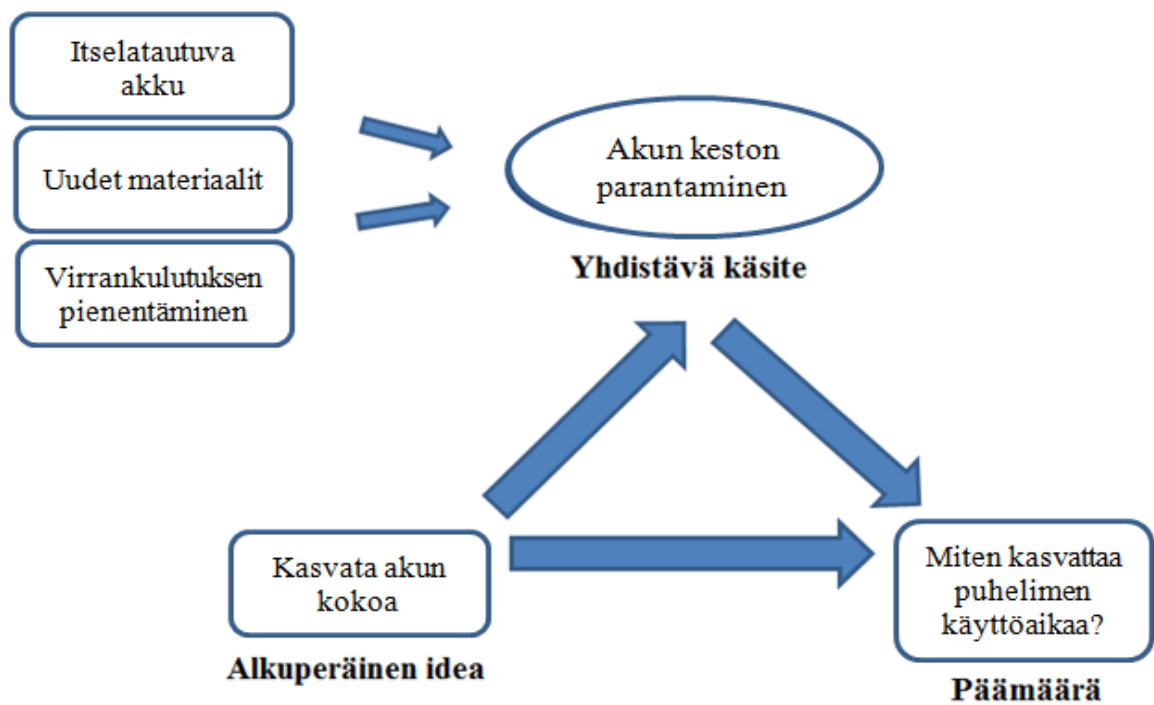 Itselatautuva
akku
Uudet materiaalit
Virrankulutuksen
pienentäminen
Akun keston
parantaminen
Yhdistävä käsite
Kasvata akun
kokoa
Alkuperäinen idea
Miten kasvattaa
puhelimen
käyttöaikaa?
Päämäärä